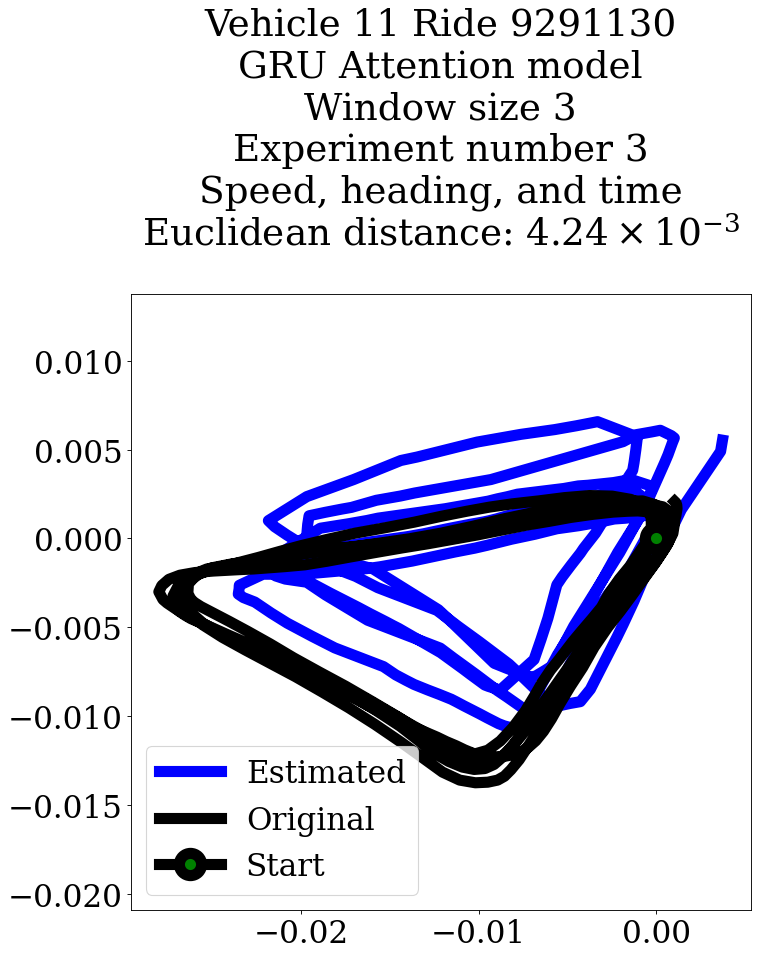 Vehicle 11 Ride 9291130
GRU Attention model
Window size 3
Experiment number 3
Speed, heading, and time
Euclidean distance: 4.24 × 10⁻³
0.010
0.005
0.000
−0.005
−0.010
−0.015
−0.020
Estimated
Original
Start
−0.02
−0.01
0.00